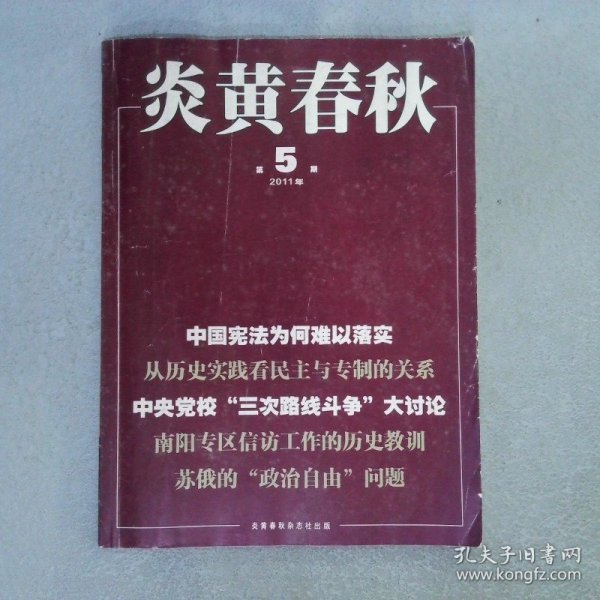 炎黄春秋
第 5 期
2011年
中国宪法为何难以落实
从历史实践看民主与专制的关系
中央党校“三次路线斗争”大讨论
南阳专区信访工作的历史教训
苏俄的“政治自由”问题
炎黄春秋杂志社出版
孔夫子旧书网
www.kongfz.com